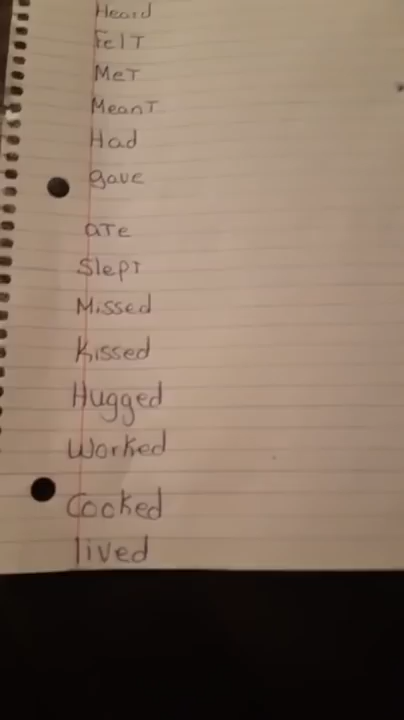 Heard
FelT
MeT
MeanT
Had
gave
aTe
SlepT
Missed
Kissed
Hugged
Worked
Cooked
lived